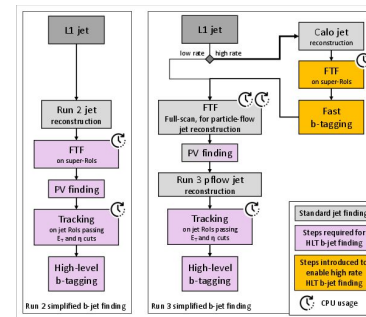 L1 jet
Run 2 jet
reconstruction
FTF
on super-RoIs
PV finding
Tracking
on jet RoIs passing
ET and η cuts
High-level
b-tagging
Run 2 simplified b-jet finding
L1 jet
low rate
high rate
FTF
Full-scan, for particle-flow
jet reconstruction
PV finding
Run 3 pflow jet
reconstruction
Tracking
on jet RoIs passing
ET and η cuts
High-level
b-tagging
Run 3 simplified b-jet finding
Calo jet
reconstruction
FTF
on super-RoIs
Fast
b-tagging
Standard jet finding
Steps required for
HLT b-jet finding
Steps introduced to
enable high rate
HLT b-jet finding
CPU usage